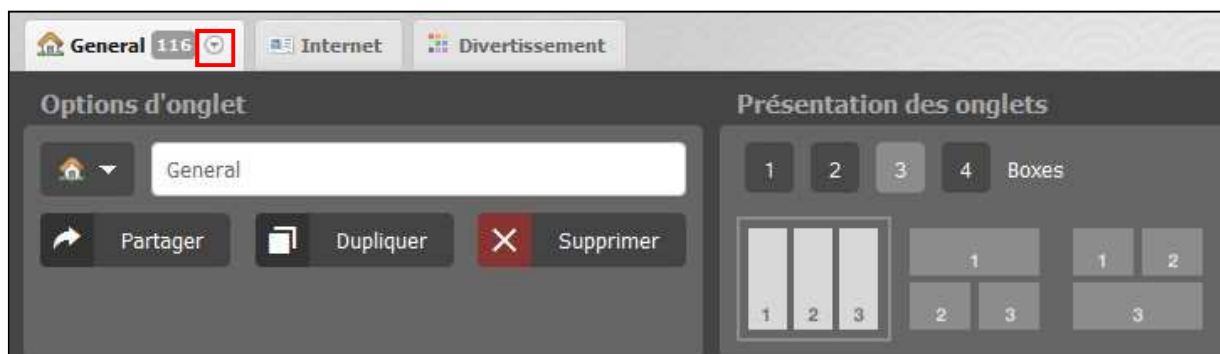 General 116 Internet Divertissement
Options d'onglet
General
Partager Dupliquer Supprimer
Présentation des onglets
1 2 3 4 Boxes
1 2 3
1
2 3
1 2
3